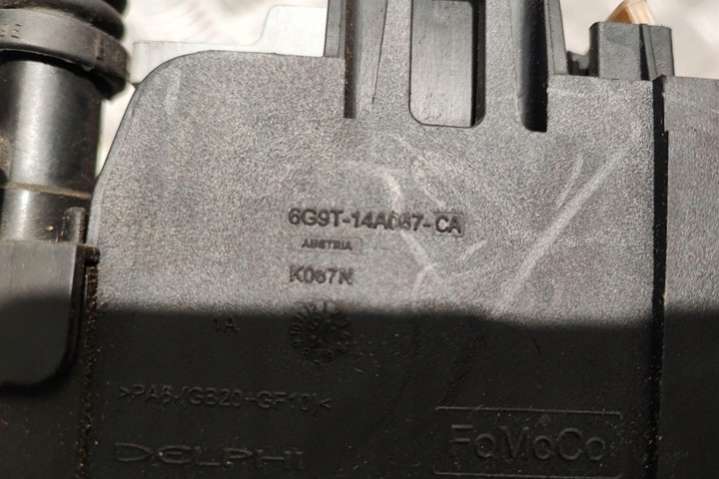 6G9T-14A067-CA
AUSTRIA
K067N
1A
>PA6-(GB20+GF10)<
DELPHI
FoMoCo